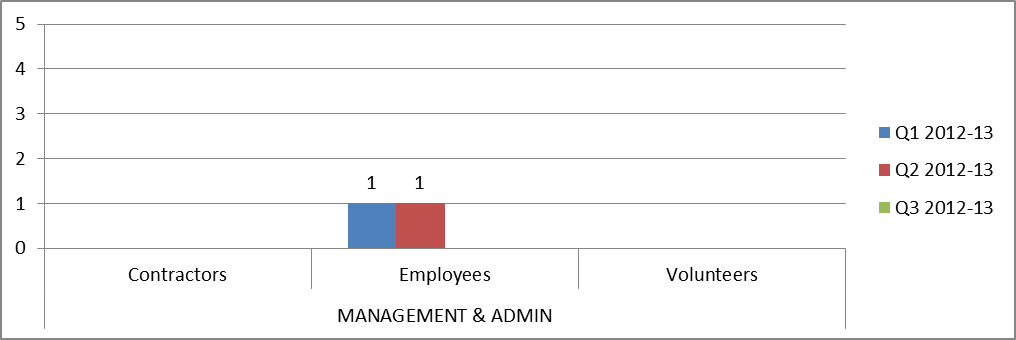 5
4
3
2
1
0
1 1
Contractors Employees Volunteers
MANAGEMENT & ADMIN
Q1 2012-13
Q2 2012-13
Q3 2012-13